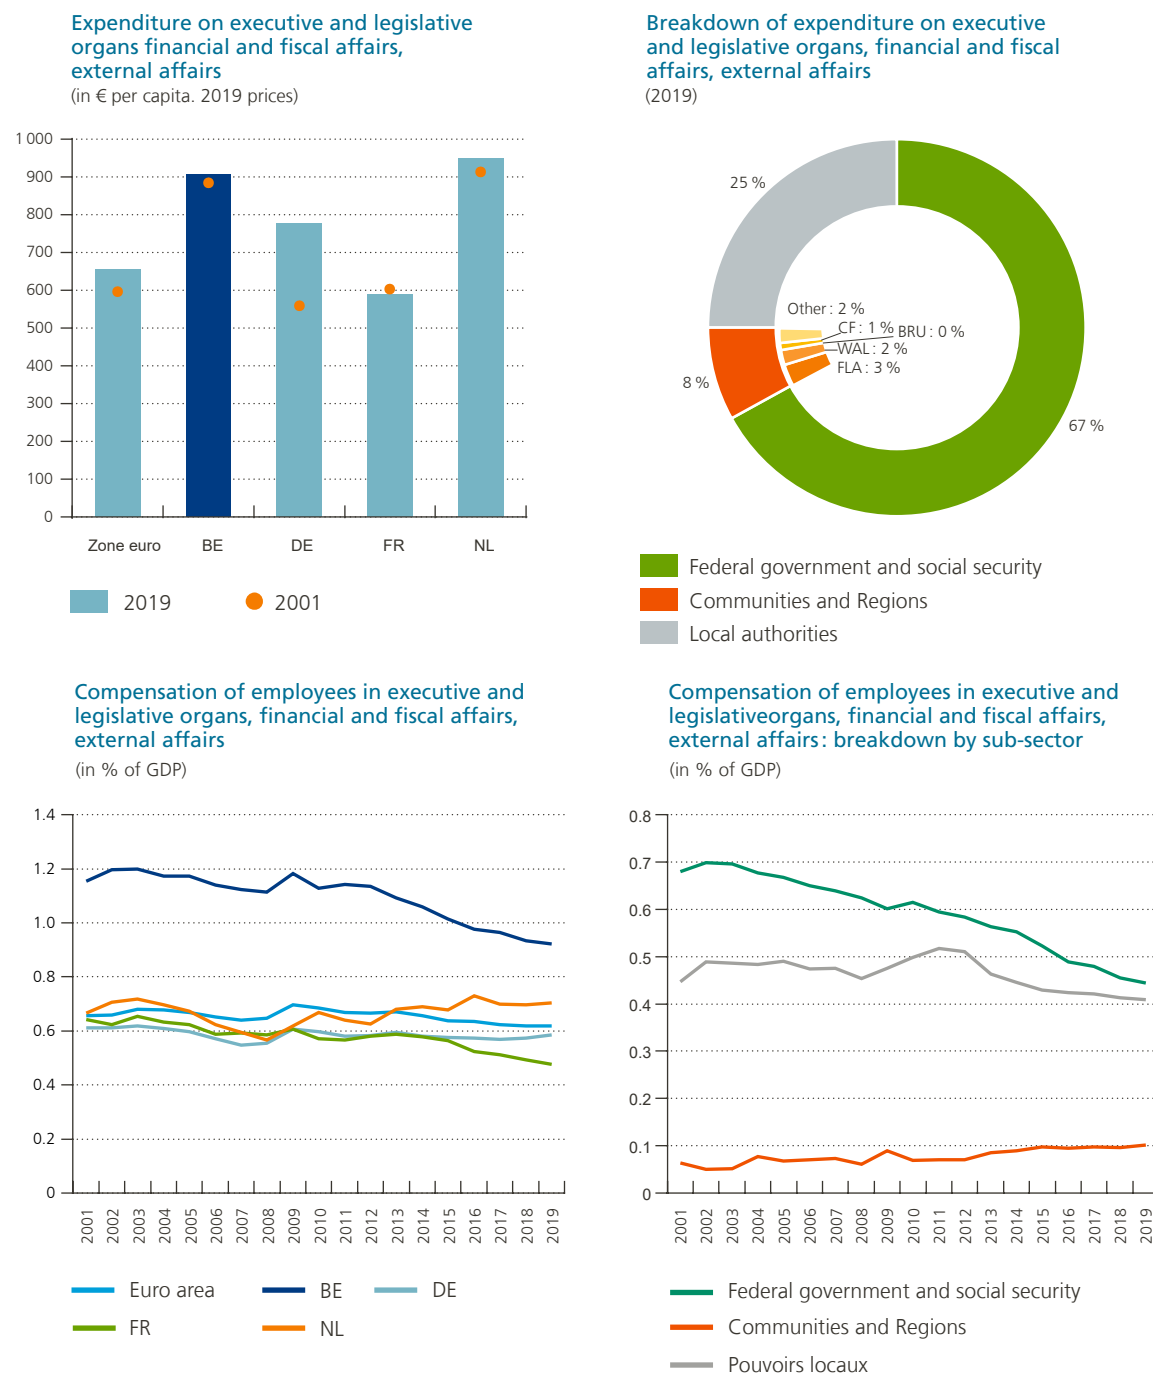 Expenditure on executive and legislative
organs financial and fiscal affairs,
external affairs
(in € per capita. 2019 prices)
1 000
900
800
700
600
500
400
300
200
100
0
Zone euro
BE
DE
FR
NL
2019
2001
Breakdown of expenditure on executive
and legislative organs, financial and fiscal
affairs, external affairs
(2019)
25 %
Other : 2 %
CF : 1 %
BRU : 0 %
WAL : 2 %
FLA : 3 %
8 %
67 %
Federal government and social security
Communities and Regions
Local authorities
Compensation of employees in executive and
legislative organs, financial and fiscal affairs,
external affairs
(in % of GDP)
1.4
1.2
1.0
0.8
0.6
0.4
0.2
0
2001
2002
2003
2004
2005
2006
2007
2008
2009
2010
2011
2012
2013
2014
2015
2016
2017
2018
2019
Euro area
BE
DE
FR
NL
Compensation of employees in executive and
legislativeorgans, financial and fiscal affairs,
external affairs : breakdown by sub-sector
(in % of GDP)
0.8
0.7
0.6
0.5
0.4
0.3
0.2
0.1
0
2001
2002
2003
2004
2005
2006
2007
2008
2009
2010
2011
2012
2013
2014
2015
2016
2017
2018
2019
Federal government and social security
Communities and Regions
Pouvoirs locaux